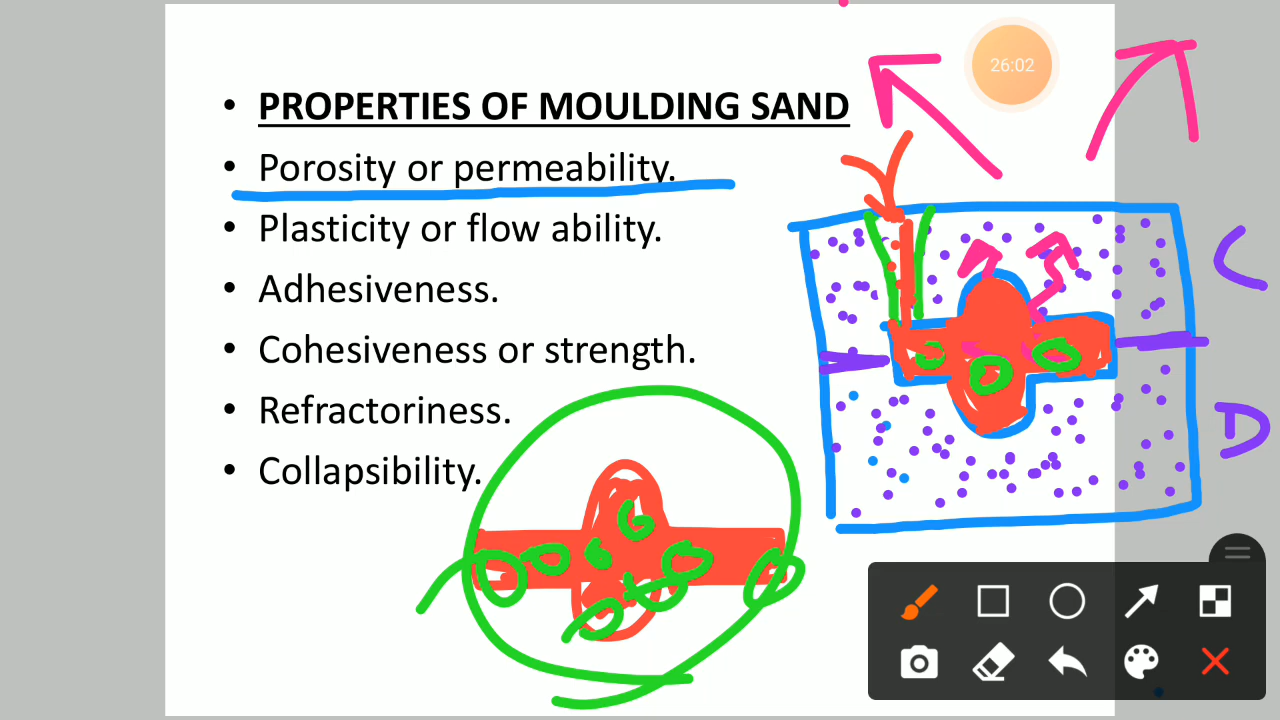 26:02
• PROPERTIES OF MOULDING SAND
• Porosity or permeability.
• Plasticity or flow ability.
• Adhesiveness.
• Cohesiveness or strength.
• Refractoriness.
• Collapsibility.
C
D